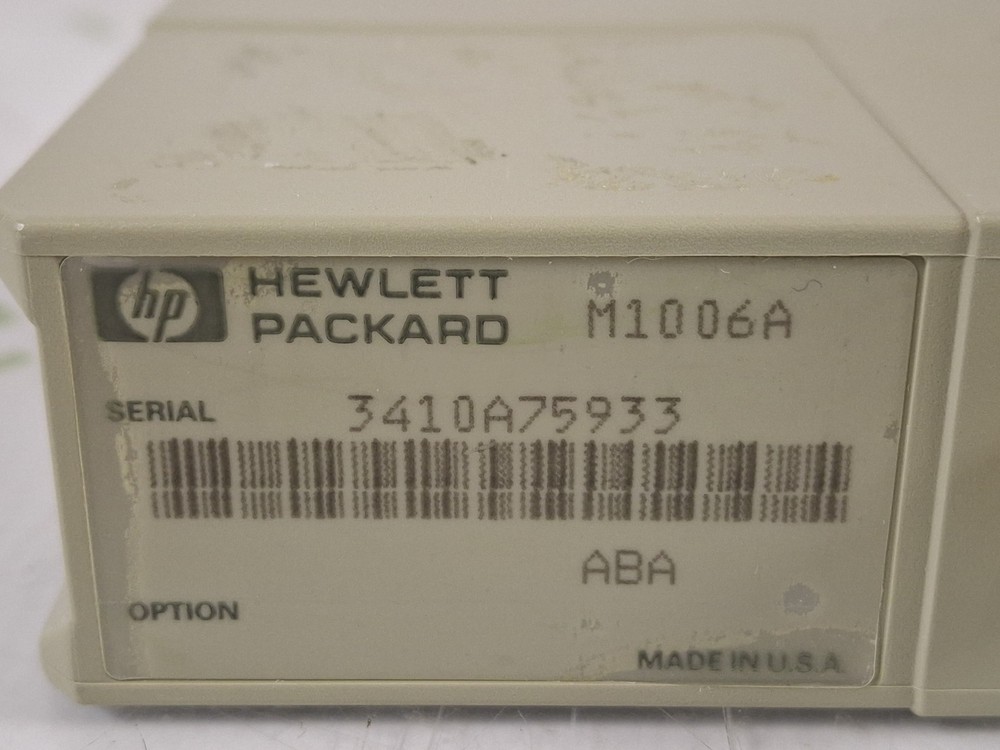 hp HEWLETT PACKARD M1006A
SERIAL 3410A75933
ABA
OPTION
MADE IN U.S.A.